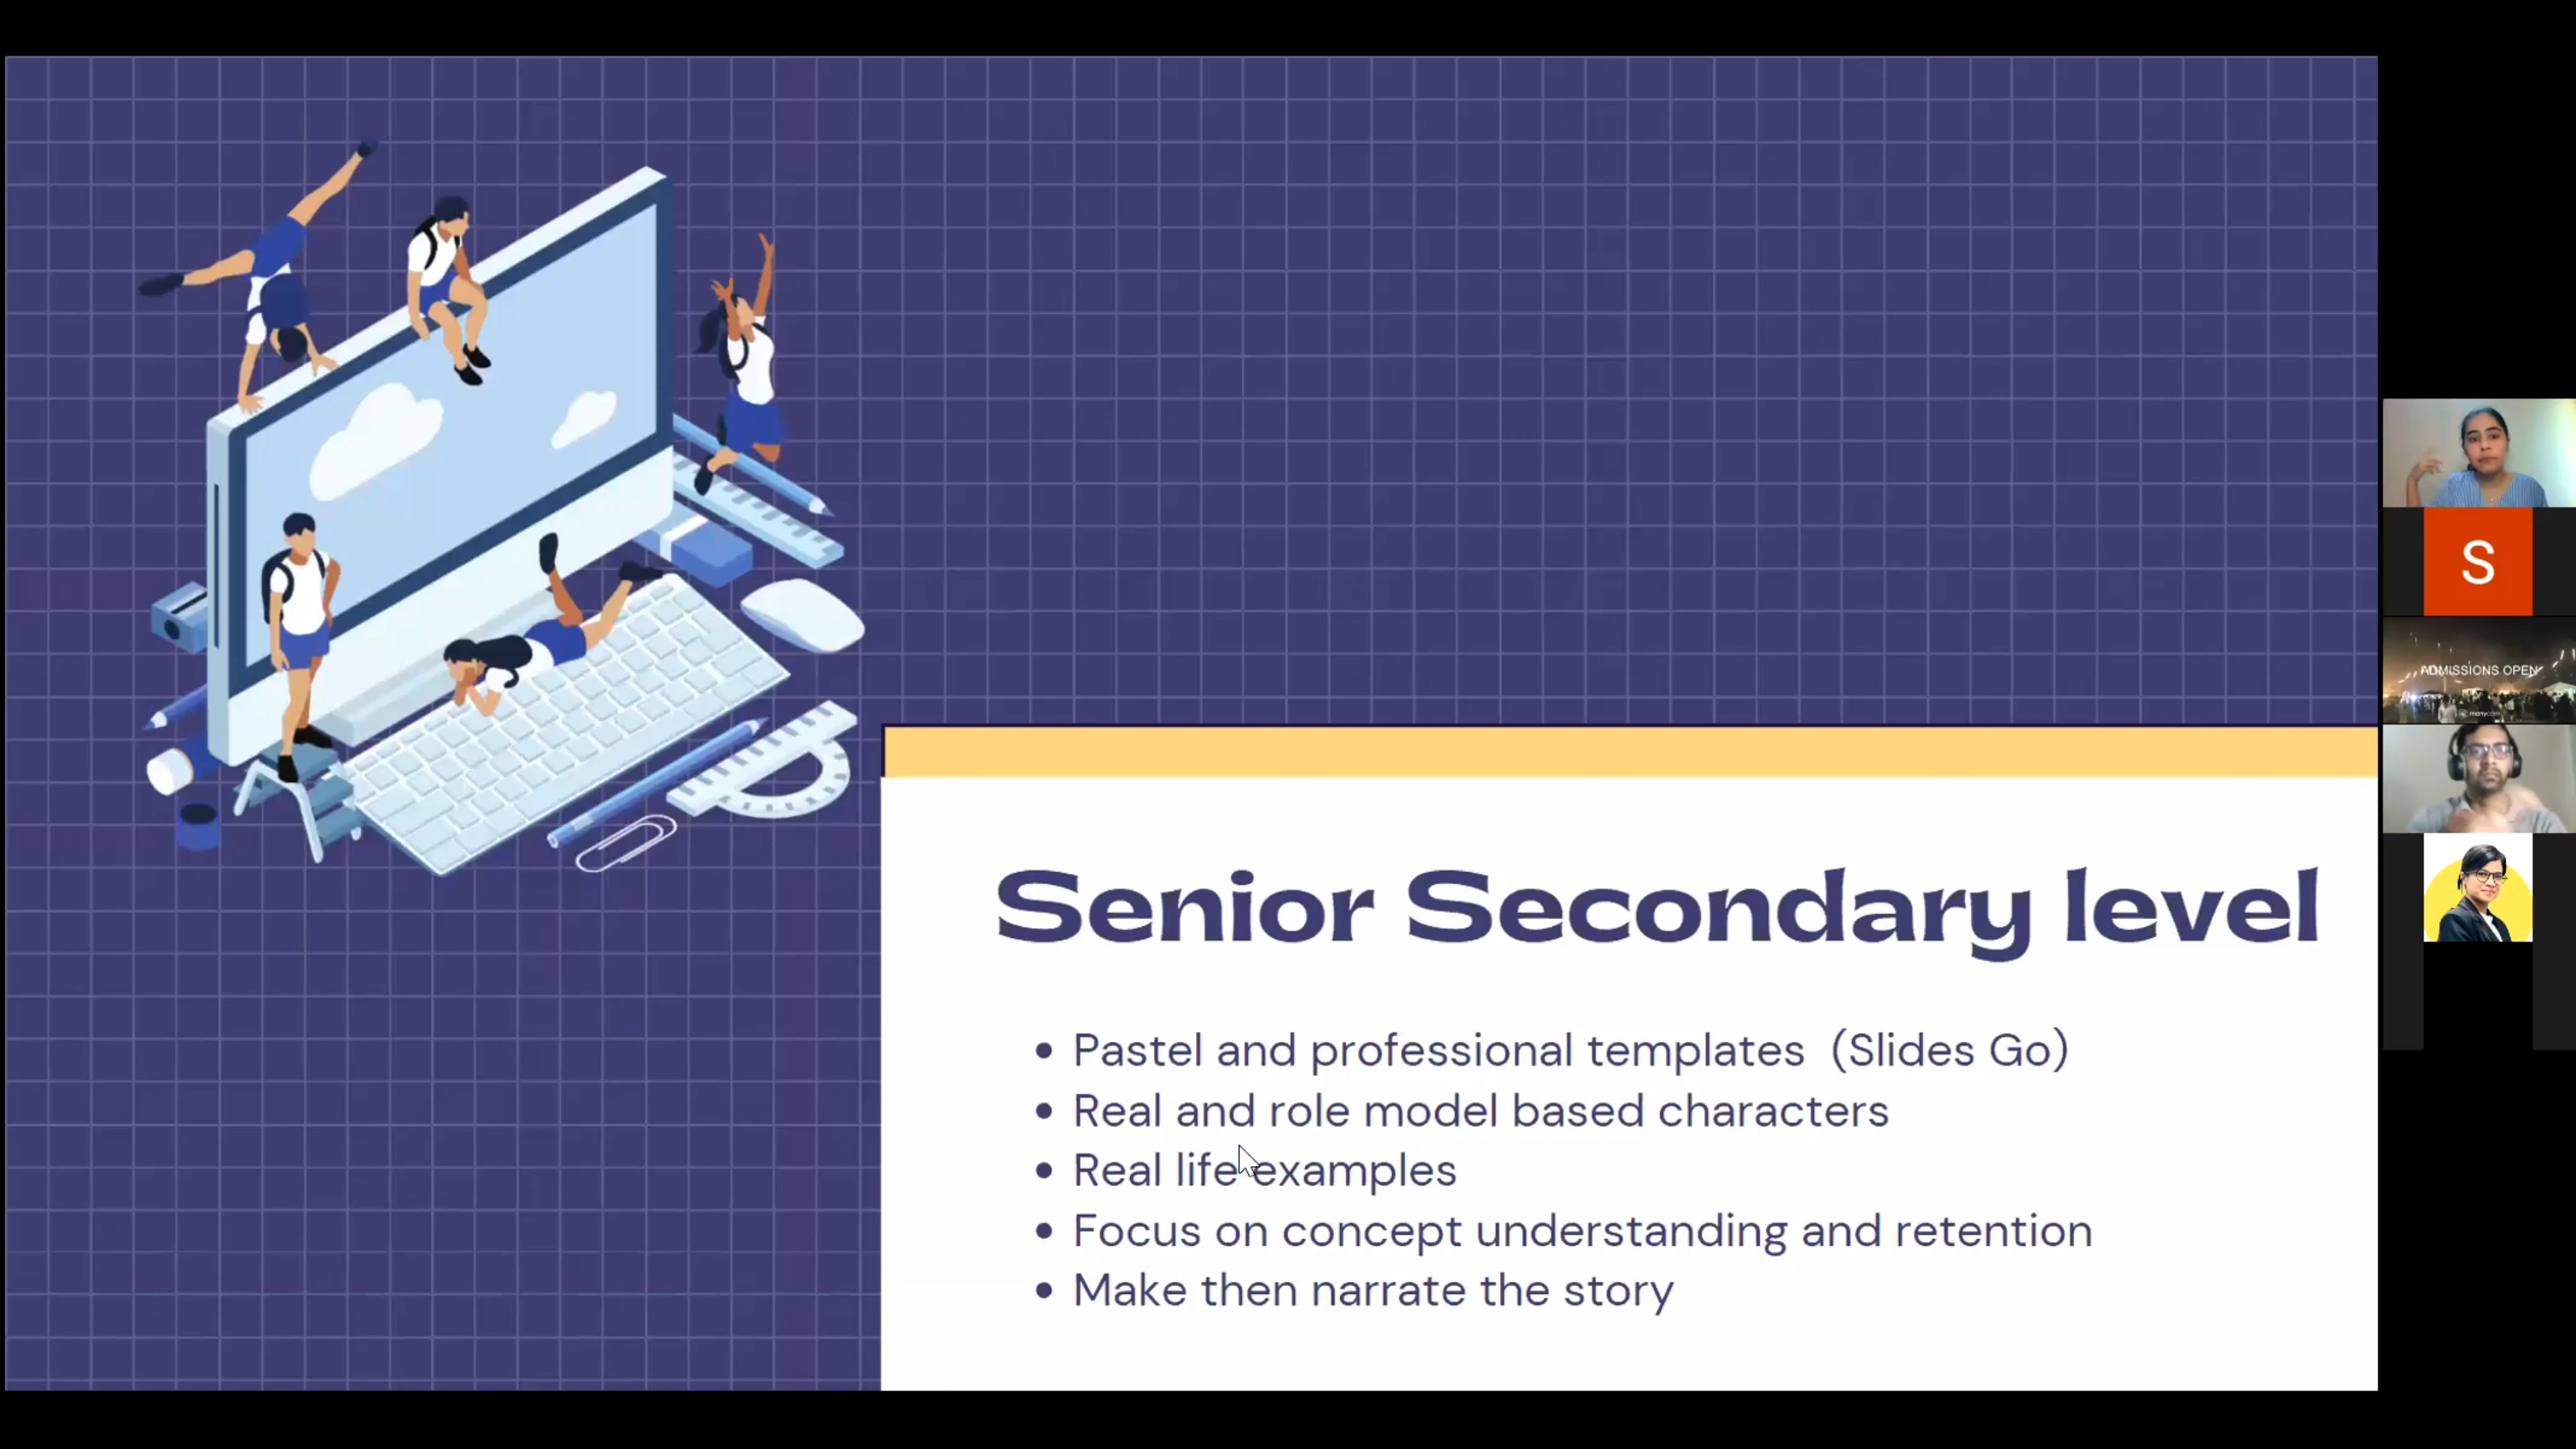 Senior Secondary level
• Pastel and professional templates (Slides Go)
• Real and role model based characters
• Real life examples
• Focus on concept understanding and retention
• Make then narrate the story
S
ADMISSIONS OPEN